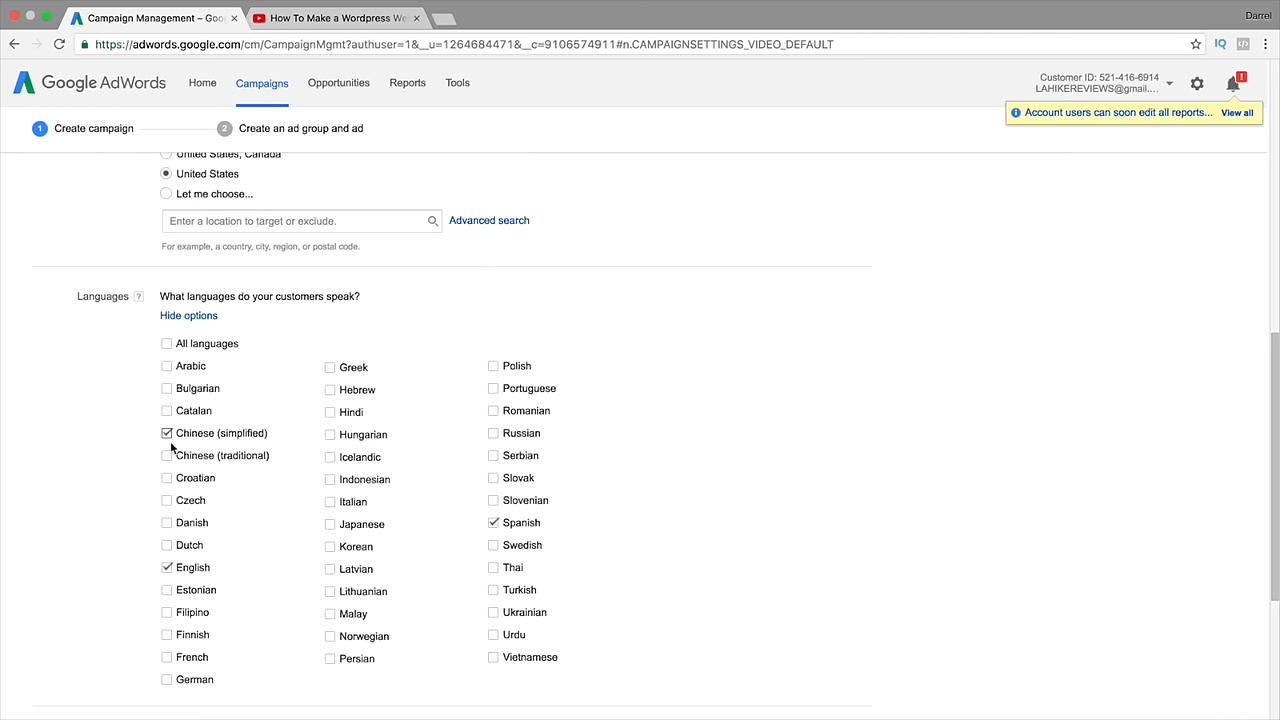 Campaign Management – Goo
How To Make a Wordpress We
Darrel
https://adwords.google.com/cm/CampaignMgmt?authuser=1&__u=1264684471&__c=9106574911#n.CAMPAIGNSETTINGS_VIDEO_DEFAULT
IQ
Google AdWords
Home
Campaigns
Opportunities
Reports
Tools
Customer ID: 521-416-6914
LAHIKEREVIEWS@gmail....
!
Account users can soon edit all reports... View all
1 Create campaign
2 Create an ad group and ad
United States, Canada
United States
Let me choose...
Enter a location to target or exclude.
Advanced search
For example, a country, city, region, or postal code.
Languages ?
What languages do your customers speak?
Hide options
All languages
Arabic
Bulgarian
Catalan
Chinese (simplified)
Chinese (traditional)
Croatian
Czech
Danish
Dutch
English
Estonian
Filipino
Finnish
French
German
Greek
Hebrew
Hindi
Hungarian
Icelandic
Indonesian
Italian
Japanese
Korean
Latvian
Lithuanian
Malay
Norwegian
Persian
Polish
Portuguese
Romanian
Russian
Serbian
Slovak
Slovenian
Spanish
Swedish
Thai
Turkish
Ukrainian
Urdu
Vietnamese